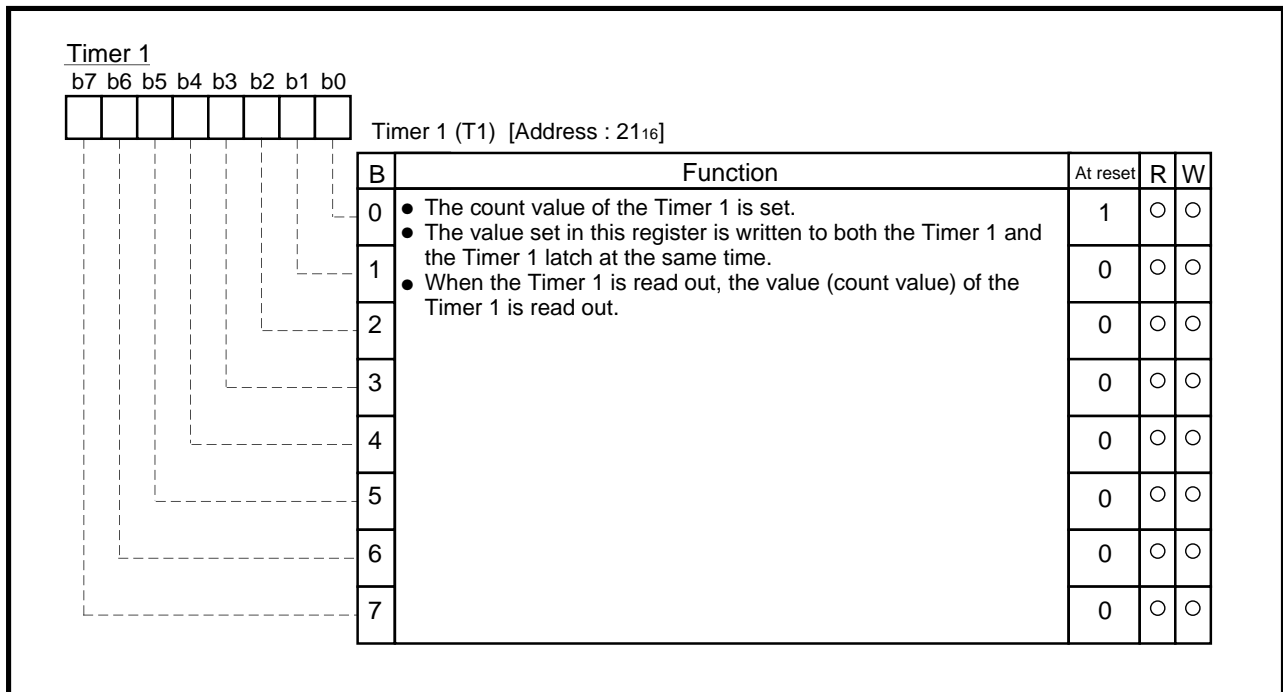 Timer 1
b7 b6 b5 b4 b3 b2 b1 b0
Timer 1 (T1) [Address : 21₁₆]
B Function At reset R W
0 ● The count value of the Timer 1 is set. 1 ○ ○
● The value set in this register is written to both the Timer 1 and
the Timer 1 latch at the same time.
1 0 ○ ○
● When the Timer 1 is read out, the value (count value) of the
Timer 1 is read out.
2 0 ○ ○
3 0 ○ ○
4 0 ○ ○
5 0 ○ ○
6 0 ○ ○
7 0 ○ ○